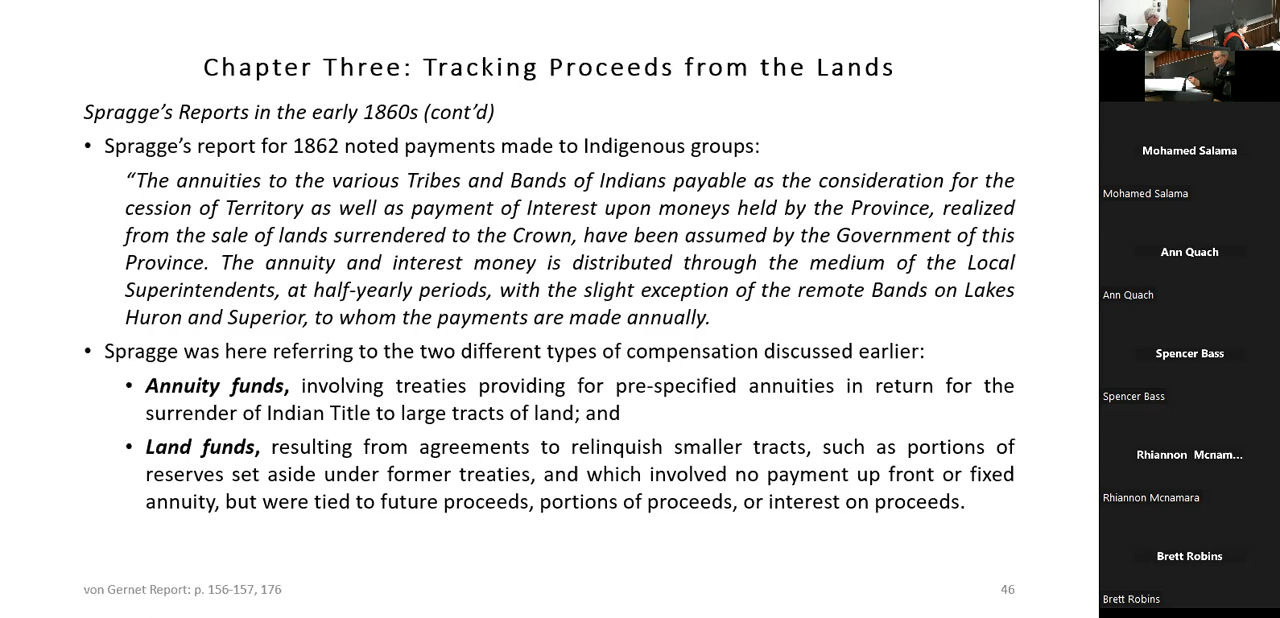 Chapter Three: Tracking Proceeds from the Lands
Spragge’s Reports in the early 1860s (cont’d)
• Spragge’s report for 1862 noted payments made to Indigenous groups:
“The annuities to the various Tribes and Bands of Indians payable as the consideration for the
cession of Territory as well as payment of Interest upon moneys held by the Province, realized
from the sale of lands surrendered to the Crown, have been assumed by the Government of this
Province. The annuity and interest money is distributed through the medium of the Local
Superintendents, at half-yearly periods, with the slight exception of the remote Bands on Lakes
Huron and Superior, to whom the payments are made annually.
• Spragge was here referring to the two different types of compensation discussed earlier:
• Annuity funds, involving treaties providing for pre-specified annuities in return for the
surrender of Indian Title to large tracts of land; and
• Land funds, resulting from agreements to relinquish smaller tracts, such as portions of
reserves set aside under former treaties, and which involved no payment up front or fixed
annuity, but were tied to future proceeds, portions of proceeds, or interest on proceeds.
von Gernet Report: p. 156-157, 176
46
Mohamed Salama
Mohamed Salama
Ann Quach
Ann Quach
Spencer Bass
Spencer Bass
Rhiannon Mcnam...
Rhiannon Mcnamara
Brett Robins
Brett Robins